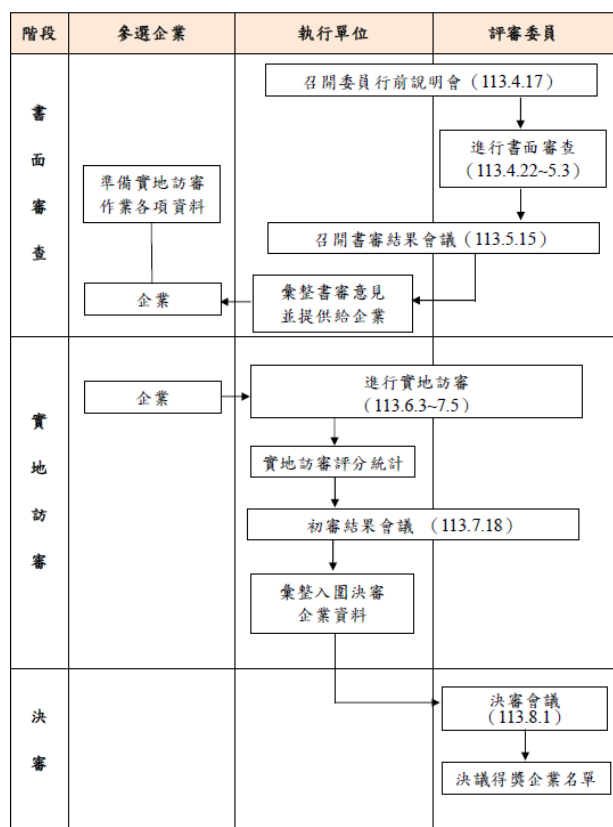 階段 參選企業 執行單位 評審委員
書面審查
召開委員行前說明會（113.4.17）
進行書面審查
（113.4.22~5.3）
準備實地訪審
作業各項資料
召開書審結果會議（113.5.15）
彙整書審意見
並提供給企業
企業
實地訪審
企業
進行實地訪審
（113.6.3~7.5）
實地訪審評分統計
初審結果會議 （113.7.18）
彙整入圍決審
企業資料
決審
決審會議
(113.8.1)
決議得獎企業名單